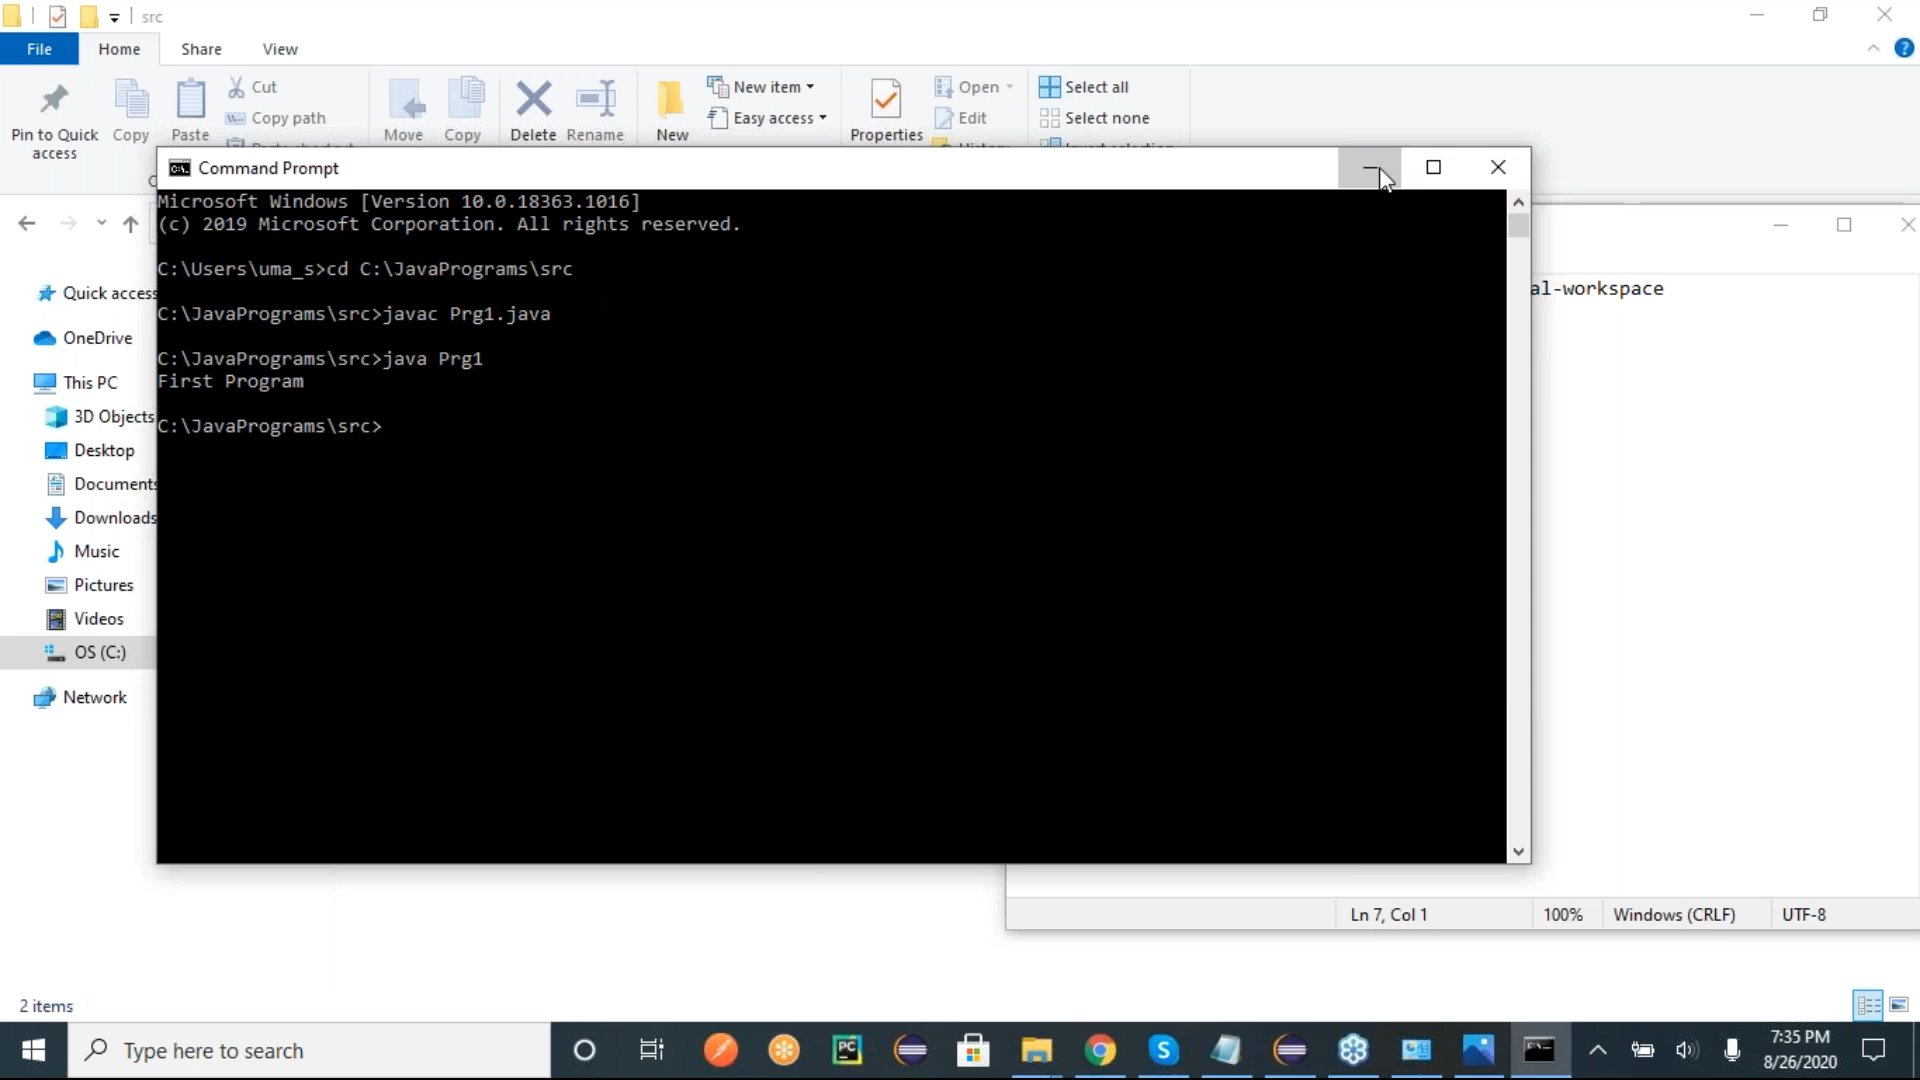 src
File
Home
Share
View
Pin to Quick access
Copy
Paste
Cut
Copy path
Move
Copy
Delete
Rename
New
New item
Easy access
Properties
Open
Edit
Select all
Select none
Command Prompt
Microsoft Windows [Version 10.0.18363.1016]
(c) 2019 Microsoft Corporation. All rights reserved.
C:\Users\uma_s>cd C:\JavaPrograms\src
C:\JavaPrograms\src>javac Prg1.java
C:\JavaPrograms\src>java Prg1
First Program
C:\JavaPrograms\src>
al-workspace
Quick access
OneDrive
This PC
3D Objects
Desktop
Documents
Downloads
Music
Pictures
Videos
OS (C:)
Network
Ln 7, Col 1
100%
Windows (CRLF)
UTF-8
2 items
Type here to search
7:35 PM
8/26/2020